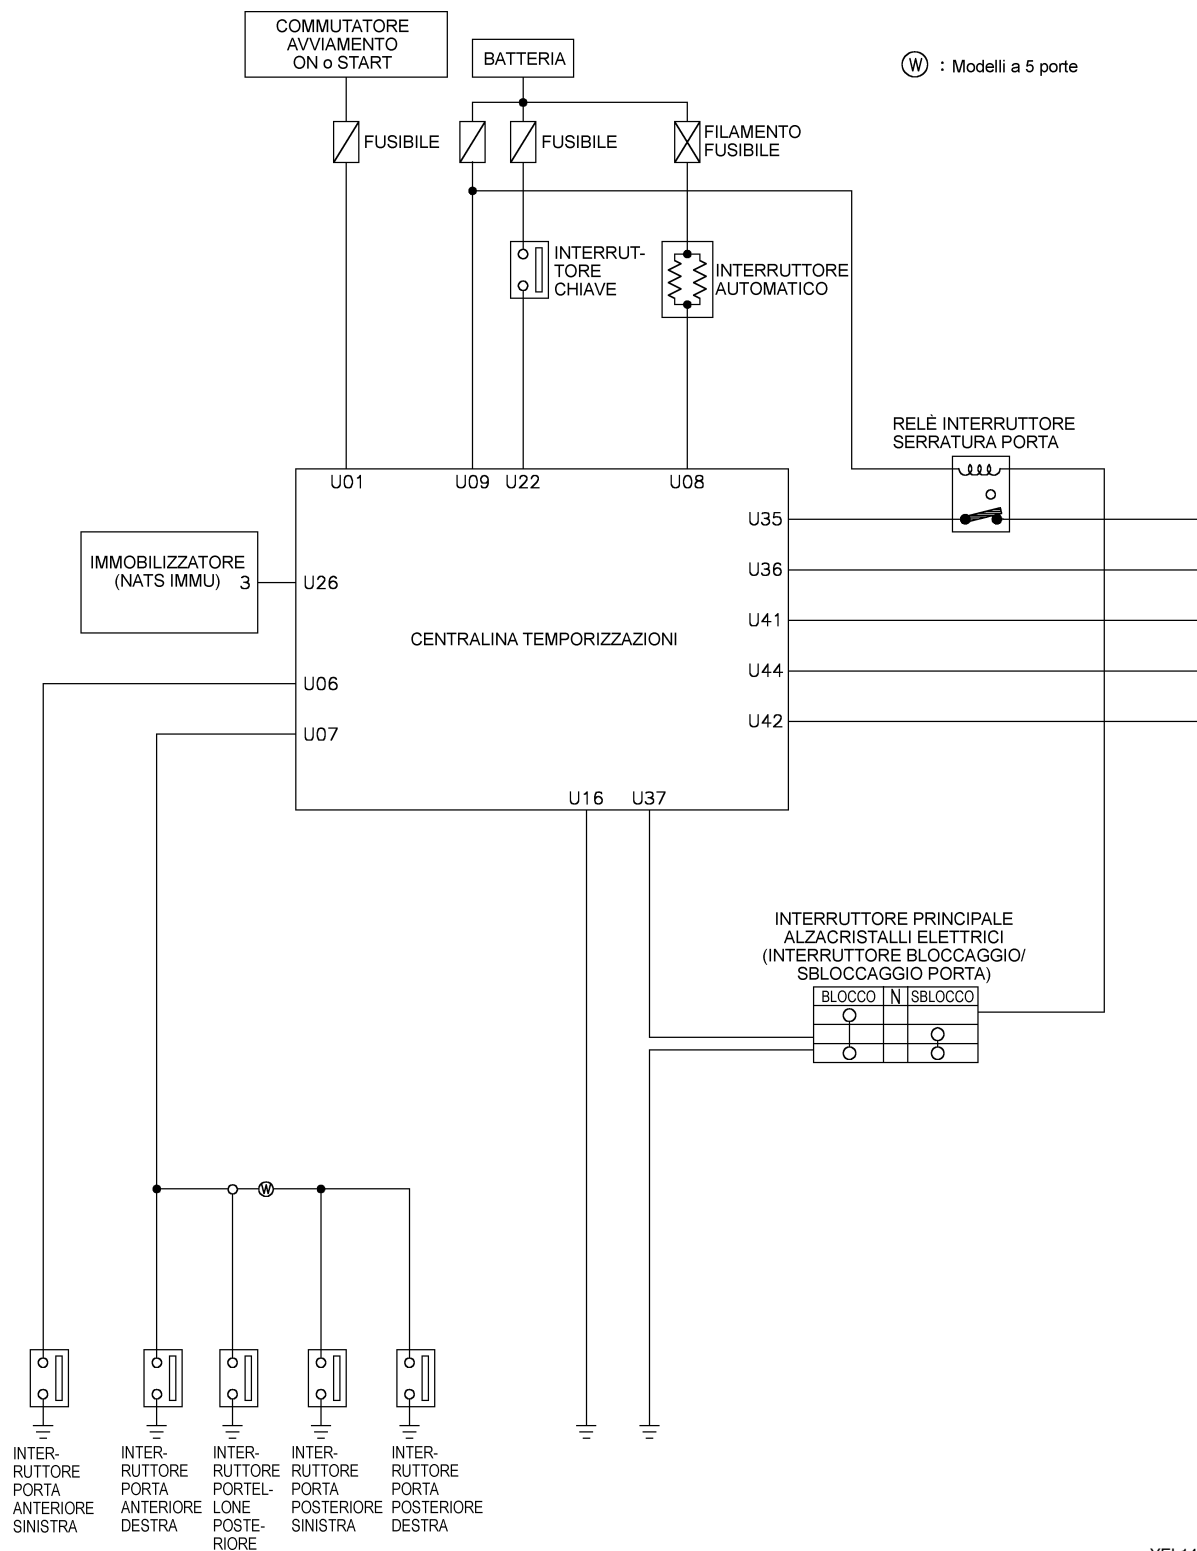 COMMUTATORE
AVVIAMENTO
ON o START
BATTERIA
W : Modelli a 5 porte
FUSIBILE
FUSIBILE
FILAMENTO
FUSIBILE
INTERRUT-
TORE
CHIAVE
INTERRUTTORE
AUTOMATICO
RELÈ INTERRUTTORE
SERRATURA PORTA
U01
U09
U22
U08
U35
U36
U41
U44
U42
IMMOBILIZZATORE
(NATS IMMU) 3
U26
CENTRALINA TEMPORIZZAZIONI
U06
U07
U16
U37
INTERRUTTORE PRINCIPALE
ALZACRISTALLI ELETTRICI
(INTERRUTTORE BLOCCAGGIO/
SBLOCCAGGIO PORTA)
BLOCCO N SBLOCCO
W
INTER-
RUTTORE
PORTA
ANTERIORE
SINISTRA
INTER-
RUTTORE
PORTA
ANTERIORE
DESTRA
INTER-
RUTTORE
PORTEL-
LONE
POSTE-
RIORE
INTER-
RUTTORE
PORTA
POSTERIORE
SINISTRA
INTER-
RUTTORE
PORTA
POSTERIORE
DESTRA